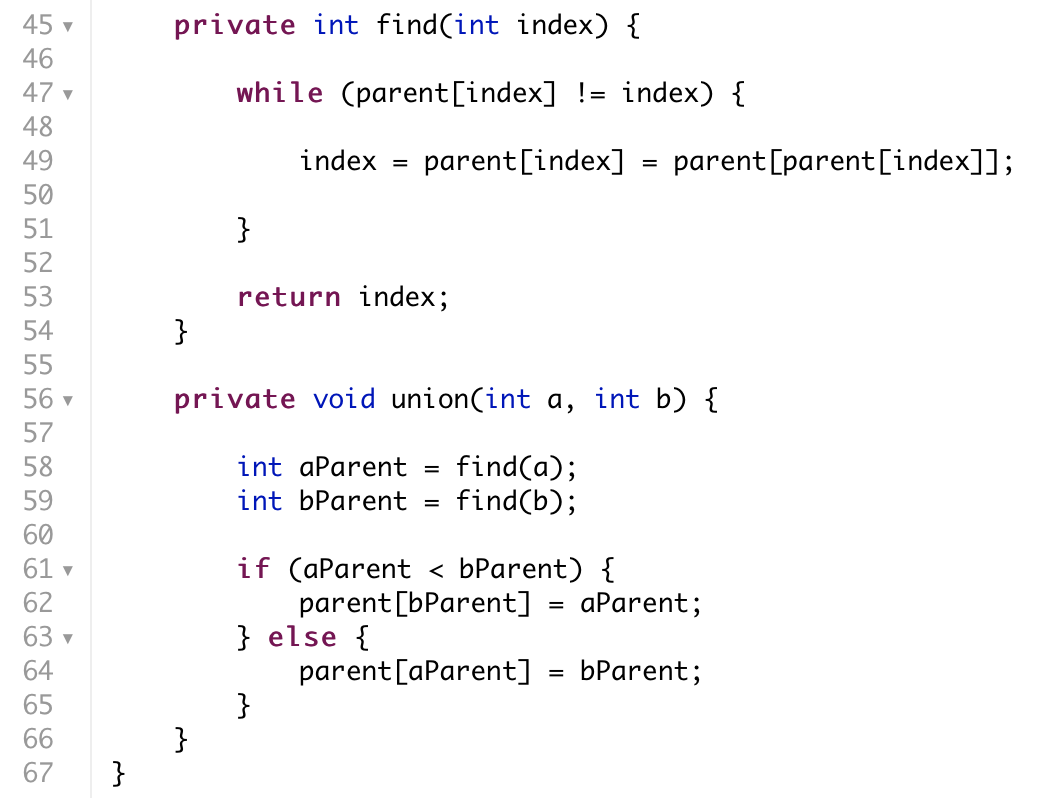 45 ▼ private int find(int index) {
46
47 ▼ while (parent[index] != index) {
48
49 index = parent[index] = parent[parent[index]];
50
51 }
52
53 return index;
54 }
55
56 ▼ private void union(int a, int b) {
57
58 int aParent = find(a);
59 int bParent = find(b);
60
61 ▼ if (aParent < bParent) {
62 parent[bParent] = aParent;
63 ▼ } else {
64 parent[aParent] = bParent;
65 }
66 }
67 }